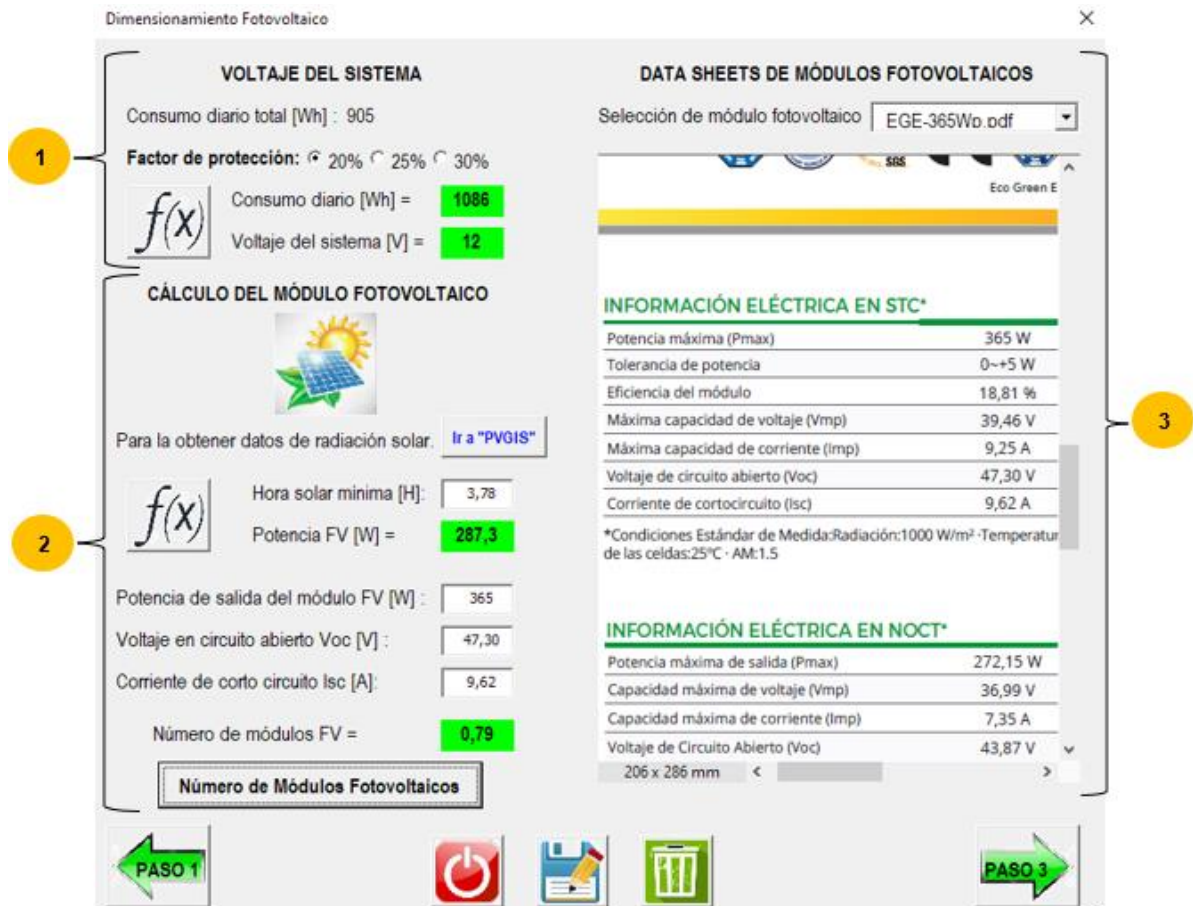 Dimensionamiento Fotovoltaico
1
VOLTAJE DEL SISTEMA
Consumo diario total [Wh] : 905
Factor de protección: 20% 25% 30%
f(x)
Consumo diario [Wh] = 1086
Voltaje del sistema [V] = 12
2
CÁLCULO DEL MÓDULO FOTOVOLTAICO
Para la obtener datos de radiación solar. Ir a "PVGIS"
f(x)
Hora solar minima [H]: 3,78
Potencia FV [W] = 287,3
Potencia de salida del módulo FV [W] : 365
Voltaje en circuito abierto Voc [V] : 47,30
Corriente de corto circuito Isc [A]: 9,62
Número de módulos FV = 0,79
Número de Módulos Fotovoltaicos
3
DATA SHEETS DE MÓDULOS FOTOVOLTAICOS
Selección de módulo fotovoltaico EGE-365Wp.pdf
SGS
Eco Green E
INFORMACIÓN ELÉCTRICA EN STC*
Potencia máxima (Pmax) 365 W
Tolerancia de potencia 0~+5 W
Eficiencia del módulo 18,81 %
Máxima capacidad de voltaje (Vmp) 39,46 V
Máxima capacidad de corriente (Imp) 9,25 A
Voltaje de circuito abierto (Voc) 47,30 V
Corriente de cortocircuito (Isc) 9,62 A
*Condiciones Estándar de Medida:Radiación:1000 W/m² ·Temperatur
de las celdas:25ºC · AM:1.5
INFORMACIÓN ELÉCTRICA EN NOCT*
Potencia máxima de salida (Pmax) 272,15 W
Capacidad máxima de voltaje (Vmp) 36,99 V
Capacidad máxima de corriente (Imp) 7,35 A
Voltaje de Circuito Abierto (Voc) 43,87 V
206 x 286 mm
PASO 1
PASO 3